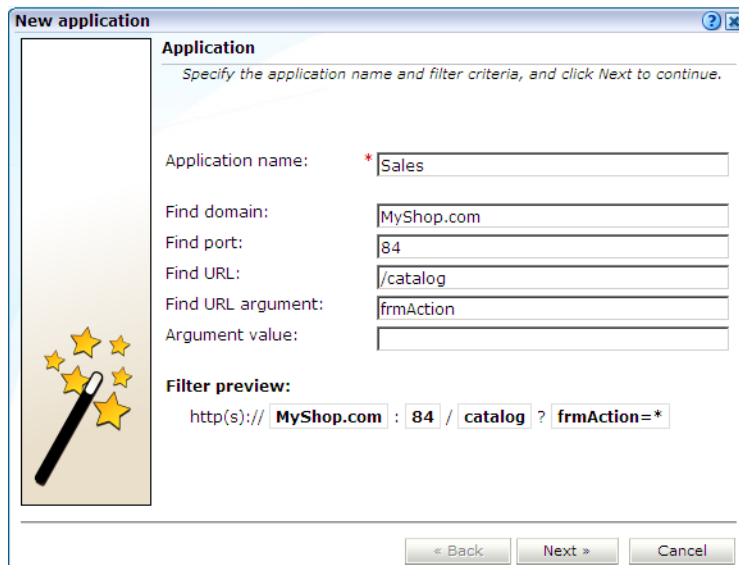 New application
Application
Specify the application name and filter criteria, and click Next to continue.
Application name: * Sales
Find domain: MyShop.com
Find port: 84
Find URL: /catalog
Find URL argument: frmAction
Argument value:
Filter preview:
http(s):// MyShop.com : 84 / catalog ? frmAction=*
« Back Next » Cancel